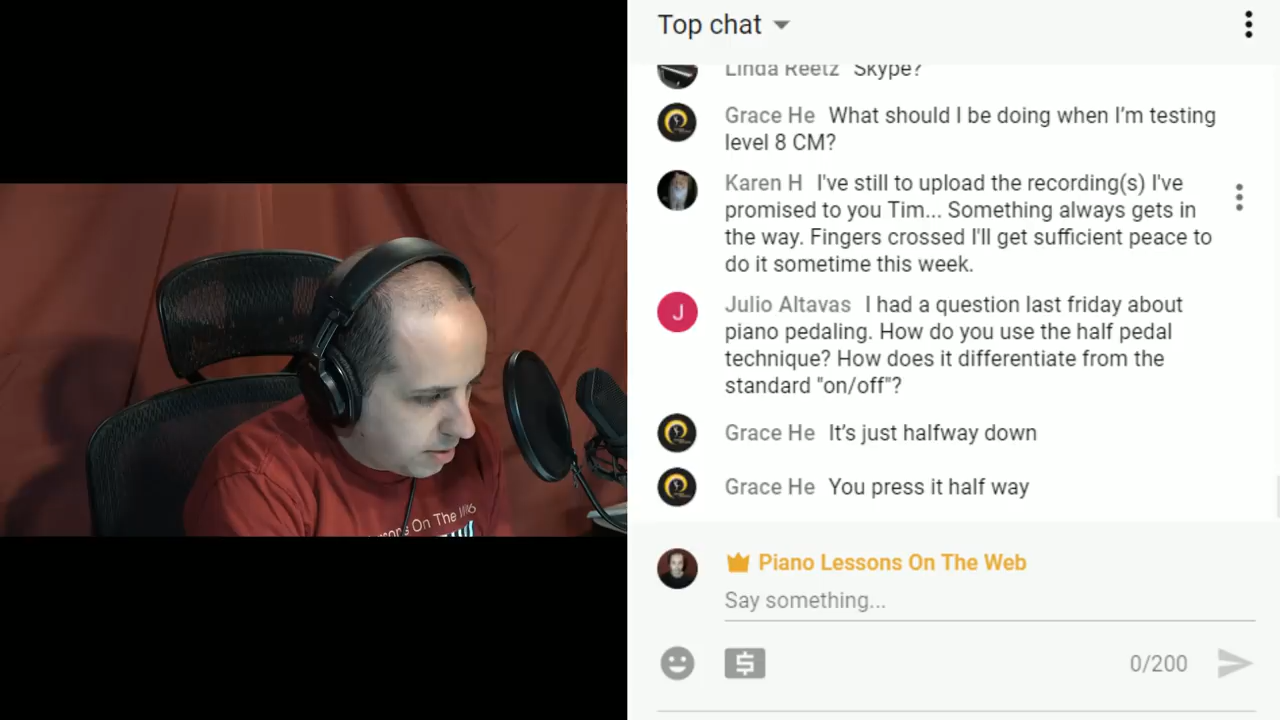 Top chat
Linda Reetz Skype?
Grace He What should I be doing when I’m testing
level 8 CM?
Karen H I've still to upload the recording(s) I've
promised to you Tim... Something always gets in
the way. Fingers crossed I'll get sufficient peace to
do it sometime this week.
J
Julio Altavas I had a question last friday about
piano pedaling. How do you use the half pedal
technique? How does it differentiate from the
standard "on/off"?
Grace He It’s just halfway down
Grace He You press it half way
Piano Lessons On The Web
Say something...
$
0/200
On The